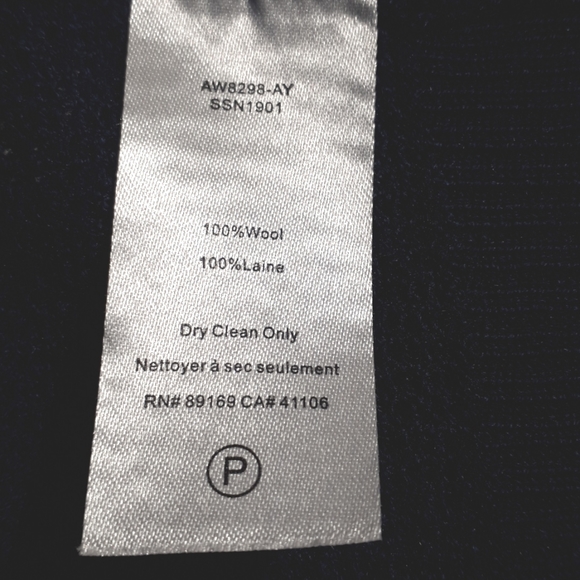 AW8298-AY
SSN1901
100%Wool
100%Laine
Dry Clean Only
Nettoyer à sec seulement
RN# 89169 CA# 41106
P